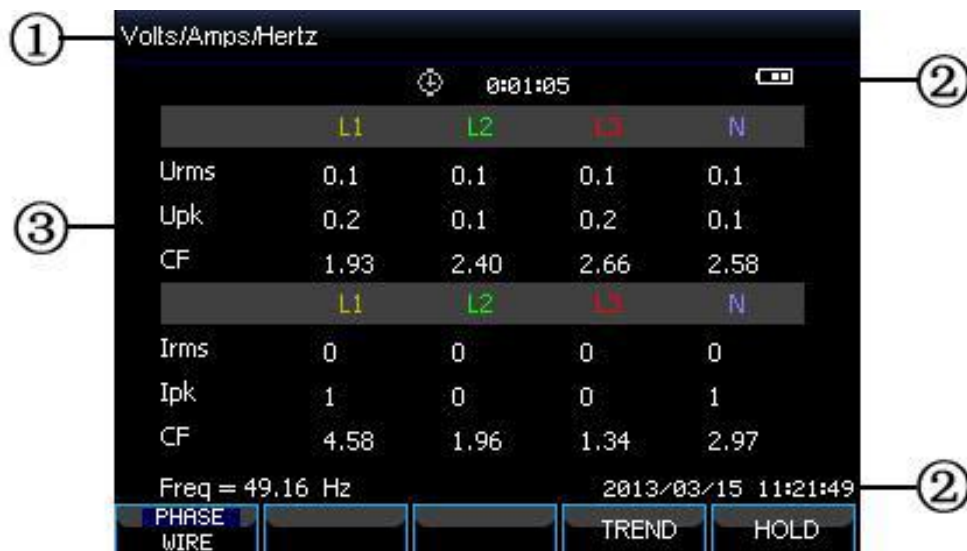 ① Volts/Amps/Hertz
0:01:05 ②
L1 L2 L3 N
Urms 0.1 0.1 0.1 0.1
③ Upk 0.2 0.1 0.2 0.1
CF 1.93 2.40 2.66 2.58
L1 L2 L3 N
Irms 0 0 0 0
Ipk 1 0 0 1
CF 4.58 1.96 1.34 2.97
Freq = 49.16 Hz 2013/03/15 11:21:49 ②
PHASE
WIRE TREND HOLD